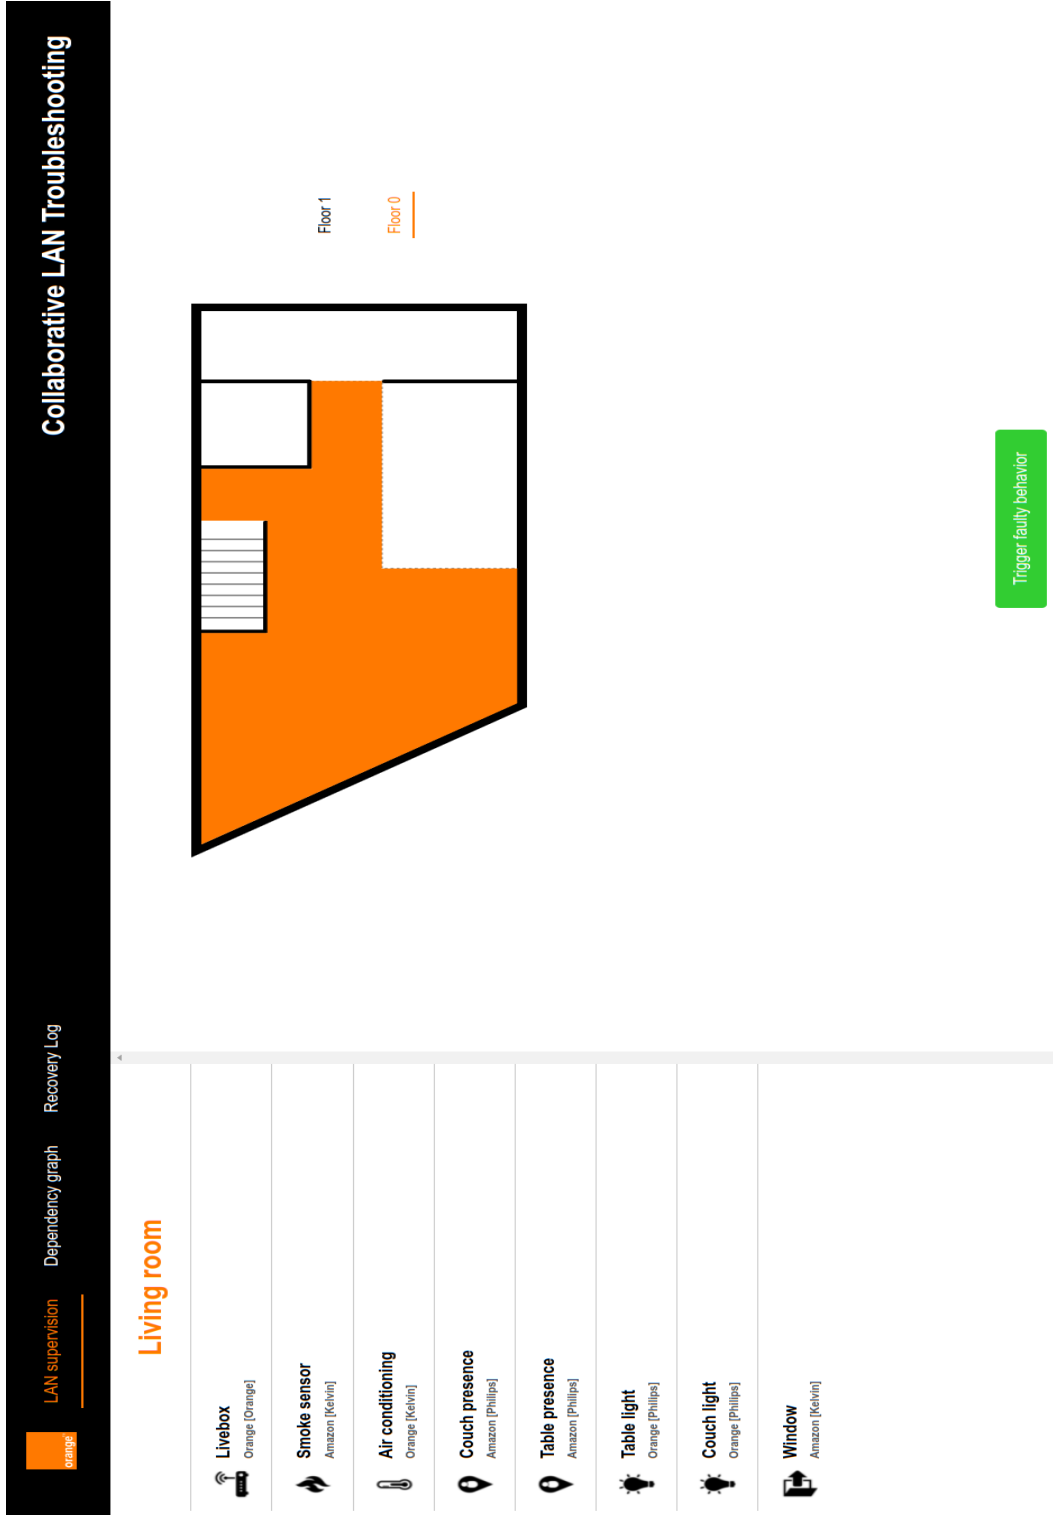 orange
LAN supervision
Dependency graph
Recovery Log
Collaborative LAN Troubleshooting
Living room
Livebox
Orange [Orange]
Smoke sensor
Amazon [Kelvin]
Air conditioning
Orange [Kelvin]
Couch presence
Amazon [Philips]
Table presence
Amazon [Philips]
Table light
Orange [Philips]
Couch light
Orange [Philips]
Window
Amazon [Kelvin]
Floor 1
Floor 0
Trigger faulty behavior